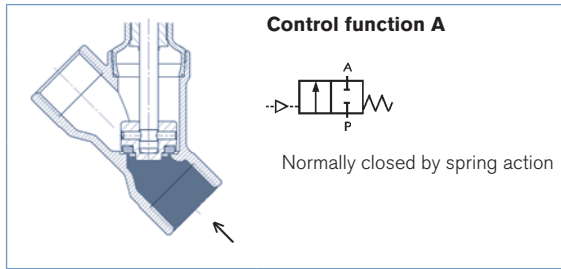 Control function A
A
P
Normally closed by spring action